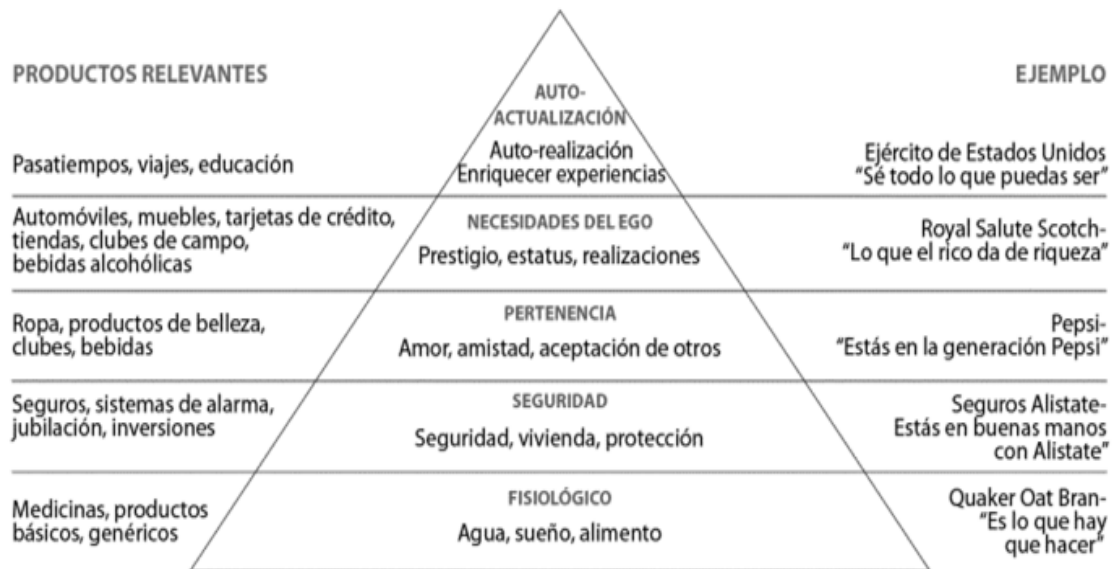 PRODUCTOS RELEVANTES
EJEMPLO
AUTO-
ACTUALIZACIÓN
Pasatiempos, viajes, educación
Auto-realización
Enriquecer experiencias
Ejército de Estados Unidos
“Sé todo lo que puedas ser”
Automóviles, muebles, tarjetas de crédito,
tiendas, clubes de campo,
bebidas alcohólicas
NECESIDADES DEL EGO
Prestigio, estatus, realizaciones
Royal Salute Scotch-
“Lo que el rico da de riqueza”
Ropa, productos de belleza,
clubes, bebidas
PERTENENCIA
Amor, amistad, aceptación de otros
Pepsi-
“Estás en la generación Pepsi”
Seguros, sistemas de alarma,
jubilación, inversiones
SEGURIDAD
Seguridad, vivienda, protección
Seguros Alistate-
Estás en buenas manos
con Alistate”
Medicinas, productos
básicos, genéricos
FISIOLÓGICO
Agua, sueño, alimento
Quaker Oat Bran-
“Es lo que hay
que hacer”